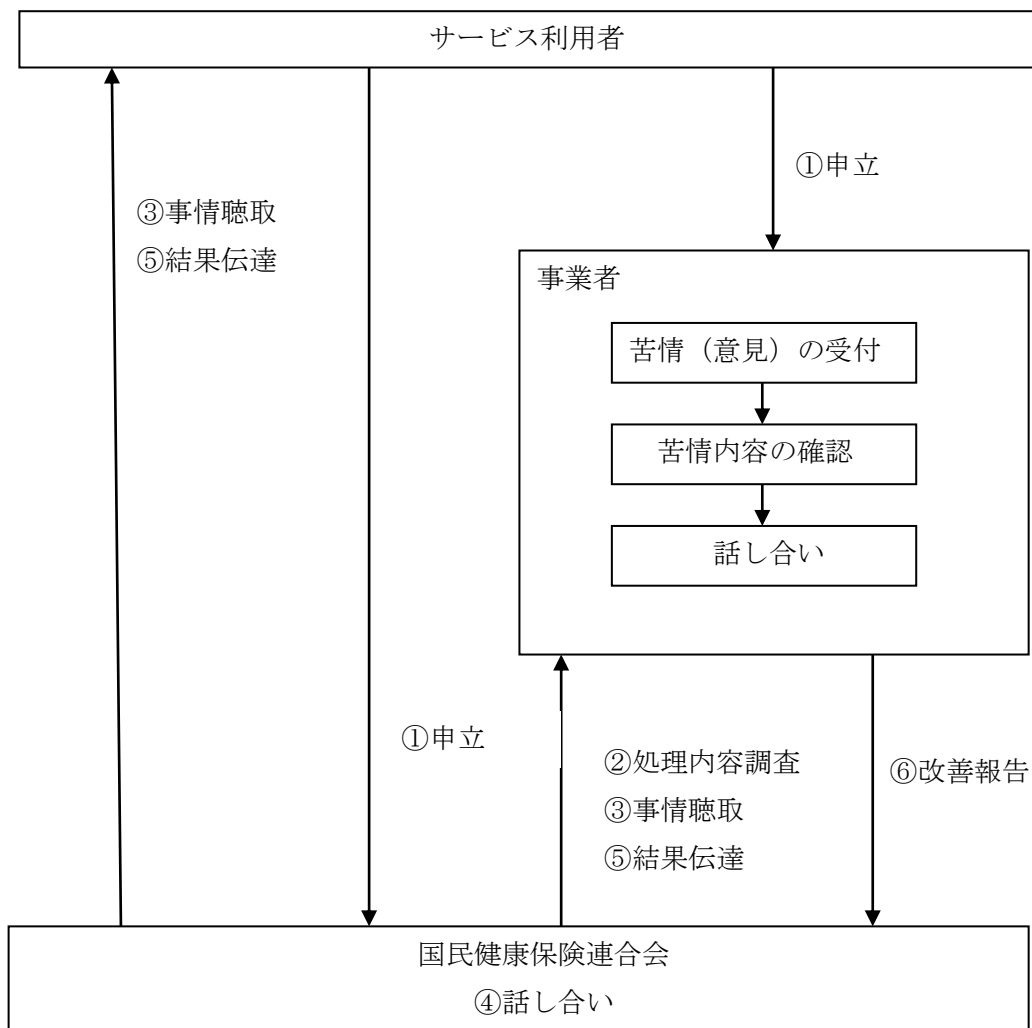 サービス利用者
①申立
③事情聴取
⑤結果伝達
事業者
苦情（意見）の受付
苦情内容の確認
話し合い
①申立
②処理内容調査
③事情聴取
⑤結果伝達
⑥改善報告
国民健康保険連合会
④話し合い